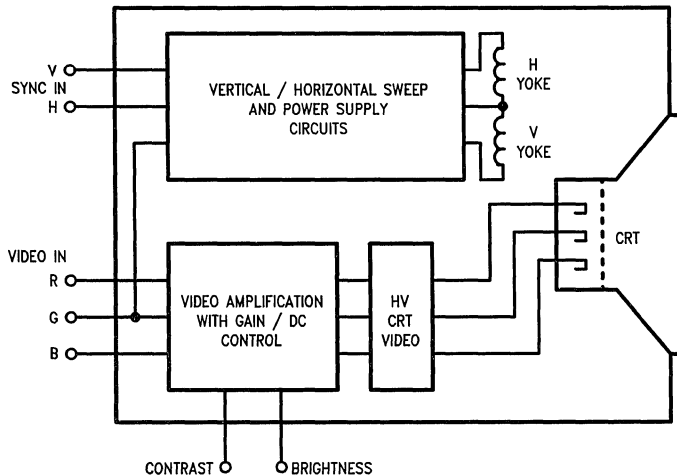 V
SYNC IN
H
VERTICAL / HORIZONTAL SWEEP
AND POWER SUPPLY
CIRCUITS
H
YOKE
V
YOKE
CRT
VIDEO IN
R
G
B
VIDEO AMPLIFICATION
WITH GAIN / DC
CONTROL
HV
CRT
VIDEO
CONTRAST
BRIGHTNESS